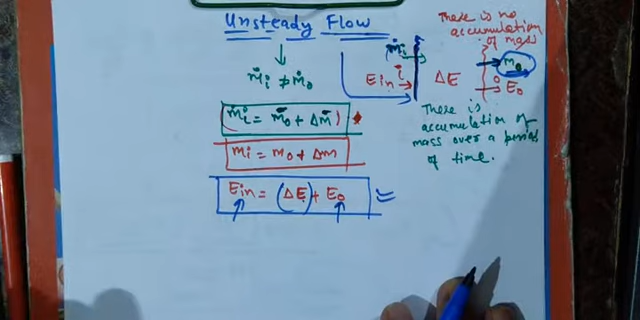 Unsteady Flow
ṁi ≠ ṁo
ṁi = ṁo + Δṁ
mi = mo + Δm
Ein = (ΔE) + Eo
There is no
accumulation
of mass
ṁi
mo
Ein i
ΔE
o Eo
There is
accumulation of
mass over a period
of time.